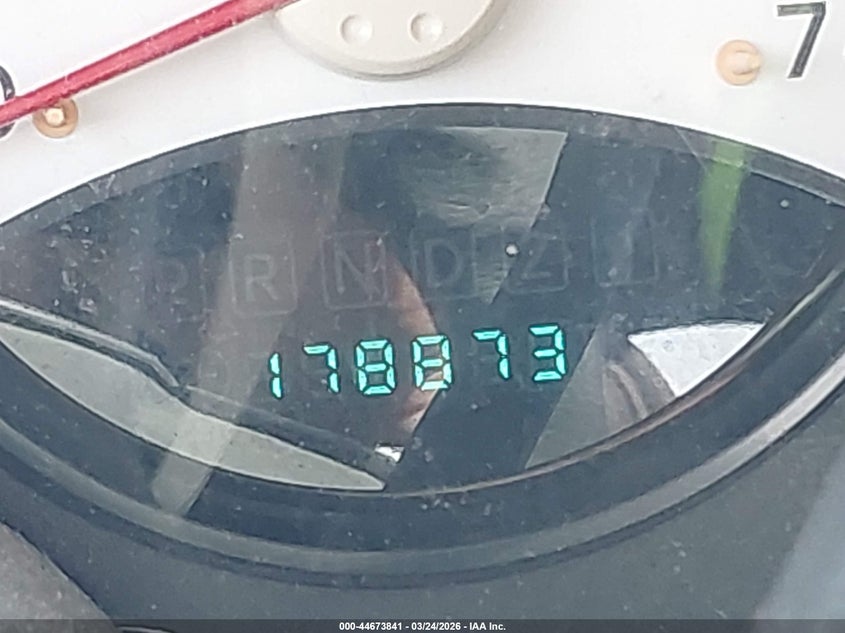 7
P R N D 2 1
178873
000-44673841 - 03/24/2026 - IAA Inc.